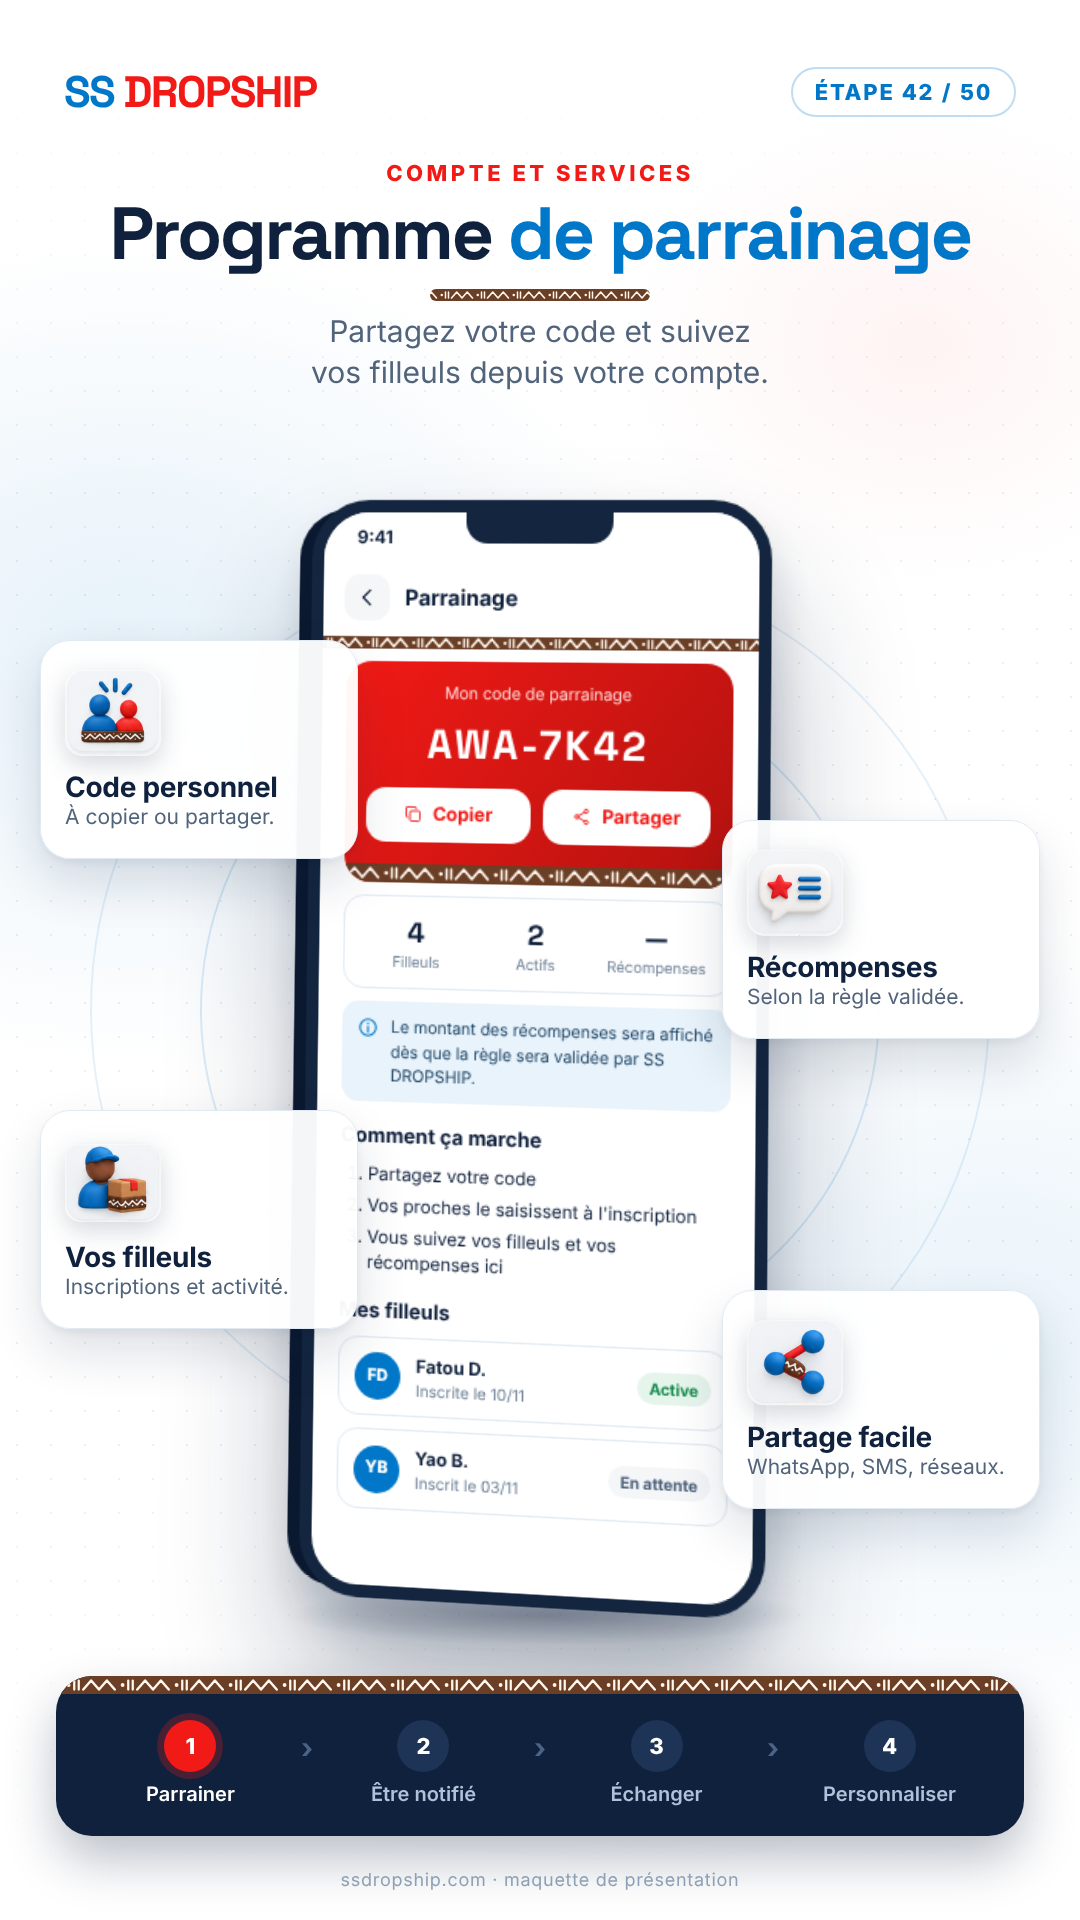 SS DROPSHIP
ÉTAPE 42 / 50
COMPTE ET SERVICES
Programme de parrainage
Partagez votre code et suivez
vos filleuls depuis votre compte.
9:41
Parrainage
Mon code de parrainage
AWA-7K42
Copier
Partager
Code personnel
À copier ou partager.
4
Filleuls
2
Actifs
—
Récompenses
Récompenses
Selon la règle validée.
Le montant des récompenses sera affiché
dès que la règle sera validée par SS
DROPSHIP.
Comment ça marche
1. Partagez votre code
2. Vos proches le saisissent à l'inscription
3. Vous suivez vos filleuls et vos
récompenses ici
Vos filleuls
Inscriptions et activité.
Mes filleuls
FD
Fatou D.
Inscrite le 10/11
Active
YB
Yao B.
Inscrit le 03/11
En attente
Partage facile
WhatsApp, SMS, réseaux.
1
Parrainer
›
2
Être notifié
›
3
Échanger
›
4
Personnaliser
ssdropship.com · maquette de présentation